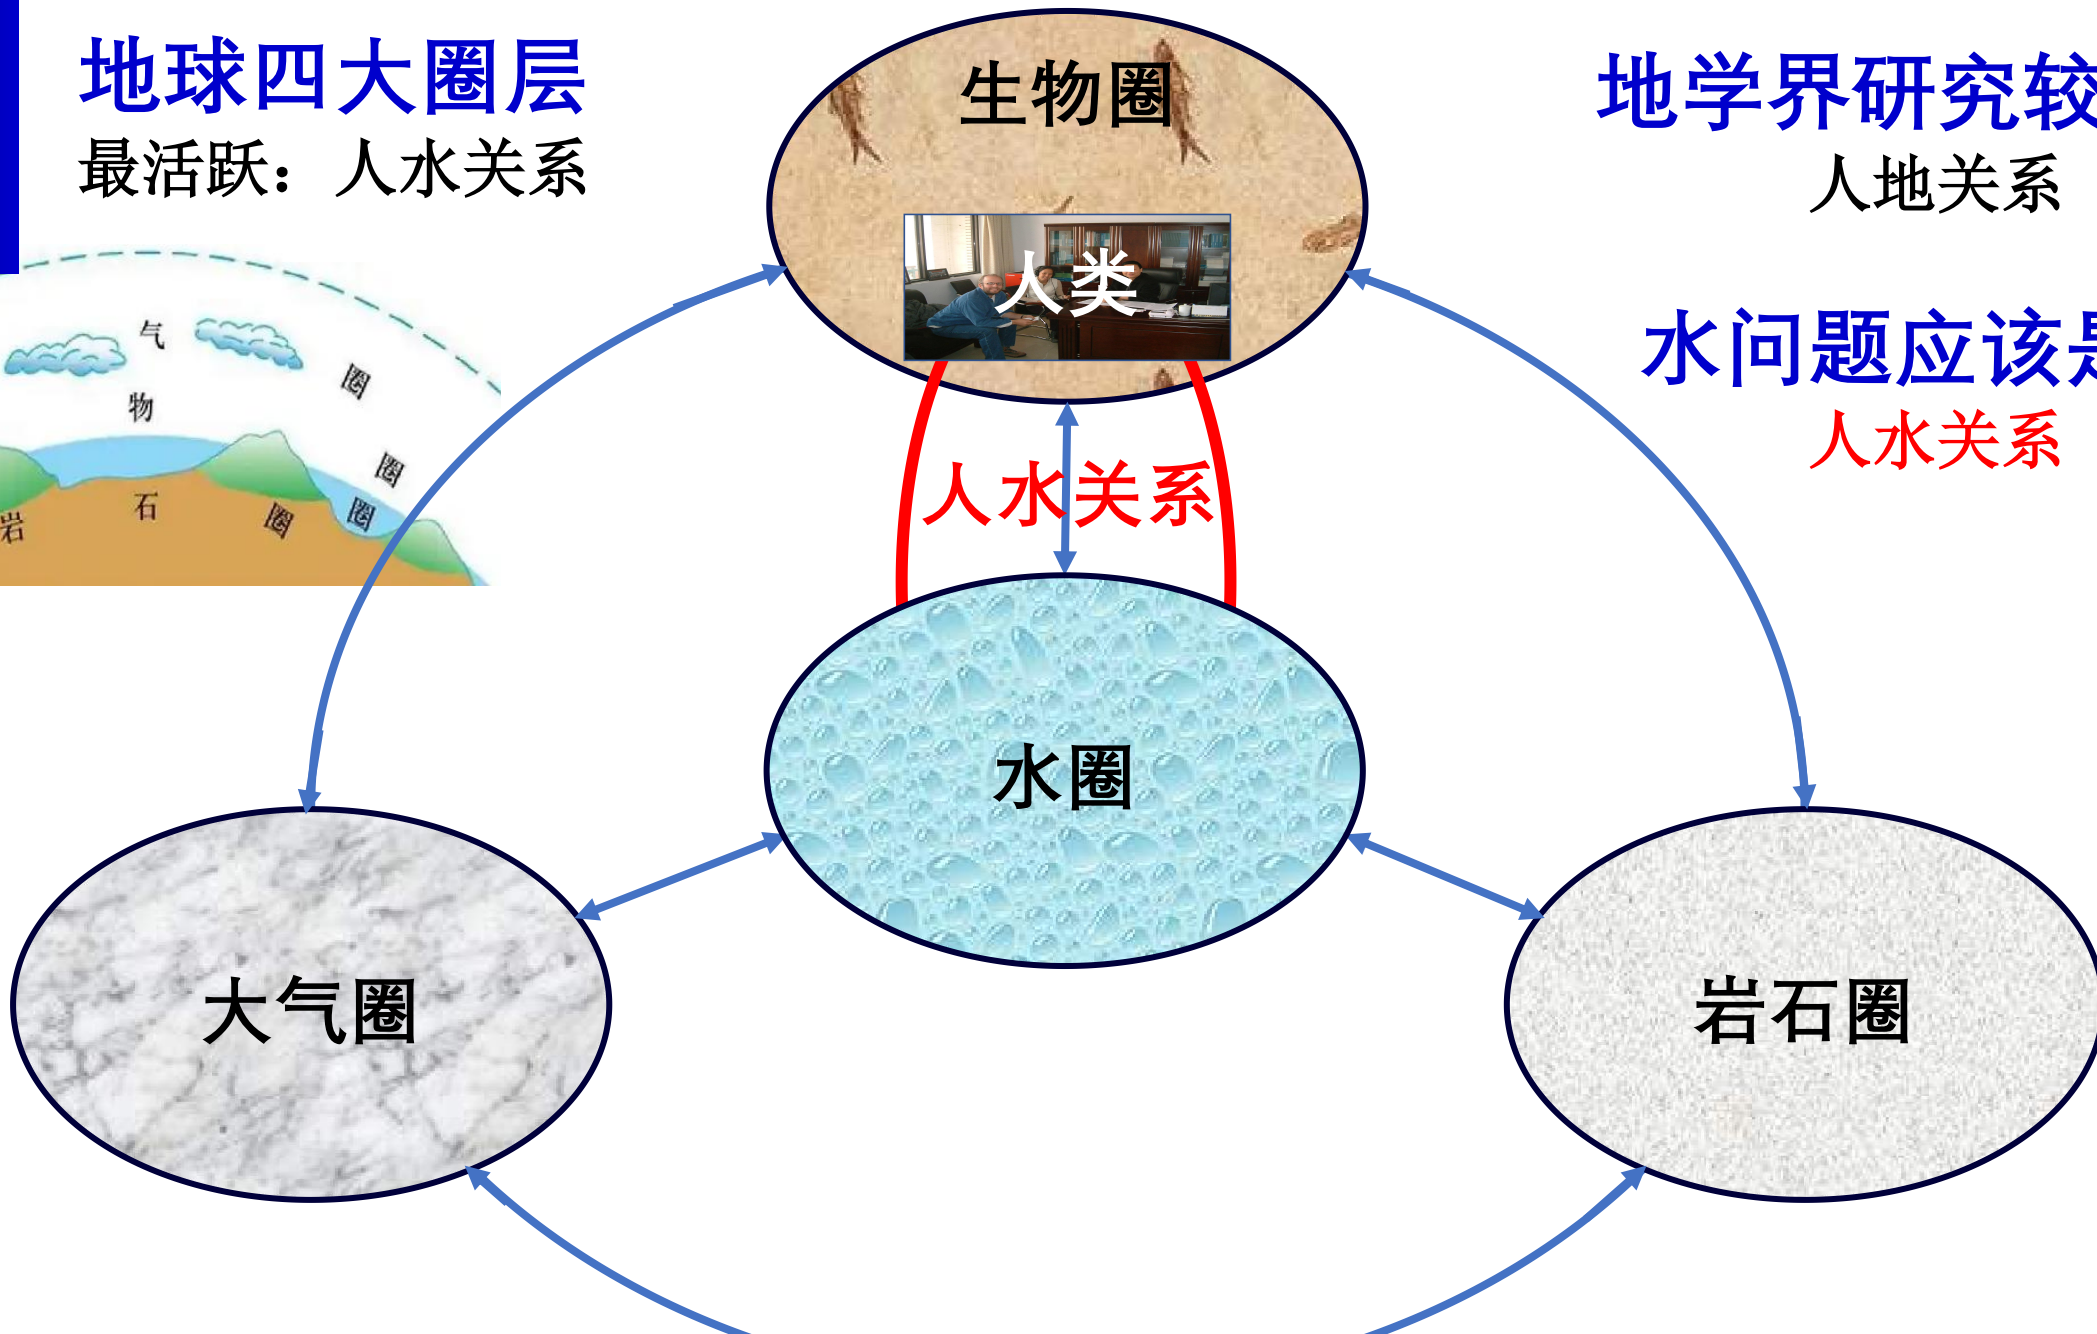 地球四大圈层
最活跃：人水关系
生物圈
人类
地学界研究较
人地关系
水问题应该是
人水关系
气
圈
物
圈
岩
石
圈
圈
人水关系
水圈
大气圈
岩石圈